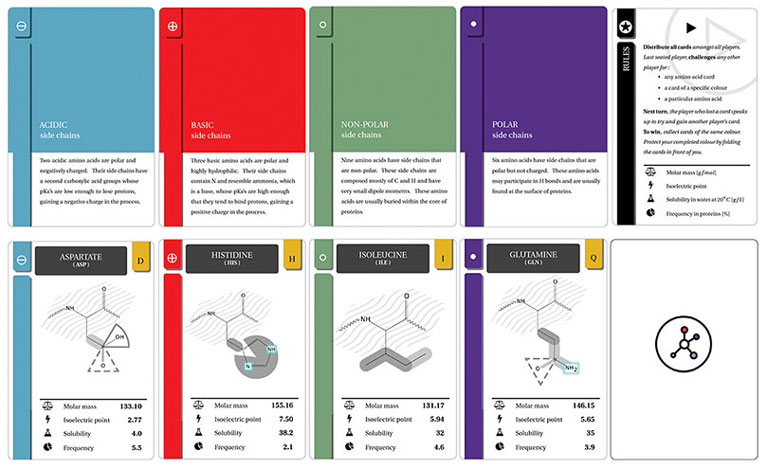 ACIDIC
side chains
Two acidic amino acids are polar and
negatively charged. Their side chains have
a second carboxylic acid groups whose
pKa's are low enough to lose protons,
gaining a negative charge in the process.
BASIC
side chains
Three basic amino acids are polar and
highly hydrophilic. Their side chains
contain N and resemble ammonia, which
is a base, whose pKa's are high enough
that they tend to bind protons, gaining a
positive charge in the process.
NON-POLAR
side chains
Nine amino acids have side chains that
are non-polar. These side chains are
composed mostly of C and H and have
very small dipole moments. These amino
acids are usually buried within the core of
proteins.
POLAR
side chains
Six amino acids have side chains that are
polar but not charged. These amino acids
may participate in H bonds and are usually
found at the surface of proteins.
RULES
Distribute all cards amongst all players.
Last seated player, challenges any other
player for :
• any amino acid card
• a card of a specific colour
• a particular amino acid
Next turn, the player who lost a card speaks
up to try and gain another player's card.
To win, collect cards of the same colour.
Protect your completed colour by folding
the cards in front of you.
Molar mass [g/mol]
Isoelectric point
Solubility in water at 20°C [g/l]
Frequency in proteins [%]
ASPARTATE
(ASP)
D
NH
O
OH
O
Molar mass 133.10
Isoelectric point 2.77
Solubility 4.0
Frequency 5.5
HISTIDINE
(HIS)
H
NH
O
NH
N
Molar mass 155.16
Isoelectric point 7.50
Solubility 38.2
Frequency 2.1
ISOLEUCINE
(ILE)
I
NH
O
Molar mass 131.17
Isoelectric point 5.94
Solubility 32
Frequency 4.6
GLUTAMINE
(GLN)
Q
NH
O
O
NH2
Molar mass 146.15
Isoelectric point 5.65
Solubility 35
Frequency 3.9